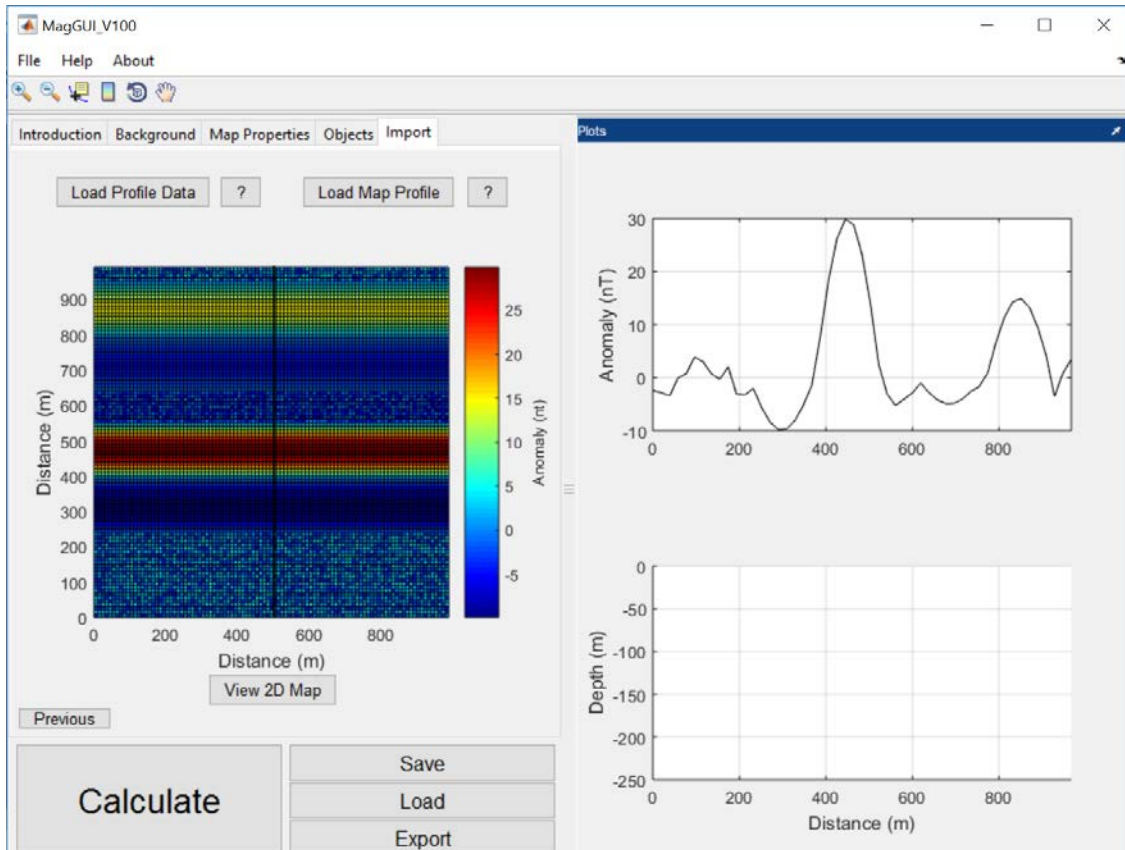 MagGUI_V100
FIle Help About
Introduction Background Map Properties Objects Import
Plots
Load Profile Data ? Load Map Profile ?
900
800
700
600
500
400
300
200
100
0
Distance (m)
0 200 400 600 800
Distance (m)
25
20
15
10
5
0
-5
Anomaly (nt)
View 2D Map
Previous
Calculate
Save
Load
Export
30
20
10
0
-10
Anomaly (nT)
0 200 400 600 800
0
-50
-100
-150
-200
-250
Depth (m)
0 200 400 600 800
Distance (m)